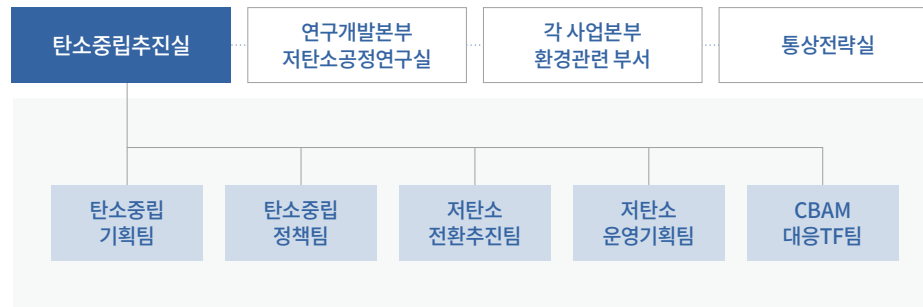 탄소중립추진실
연구개발본부
저탄소공정연구실
각 사업본부
환경관련 부서
통상전략실
탄소중립
기획팀
탄소중립
정책팀
저탄소
전환추진팀
저탄소
운영기획팀
CBAM
대응TF팀